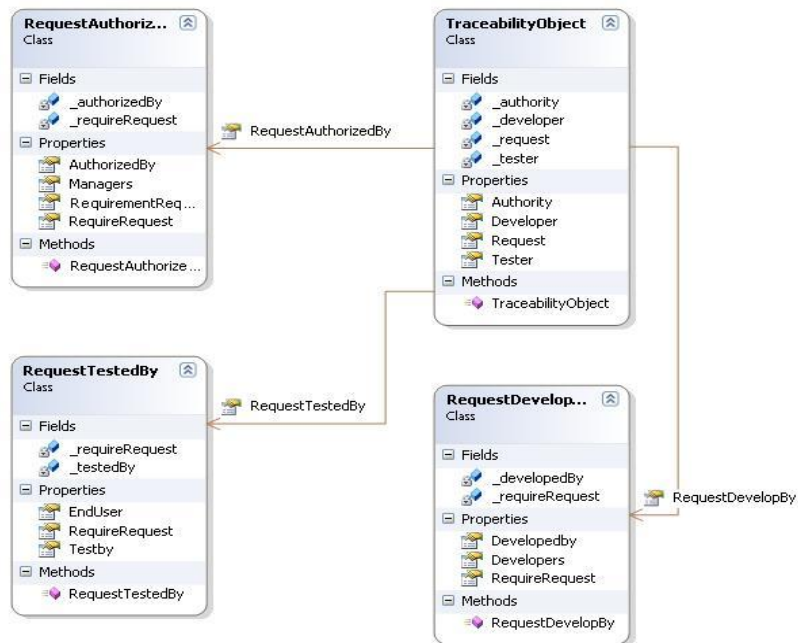 RequestAuthoriz...
Class
Fields
_authorizedBy
_requireRequest
Properties
AuthorizedBy
Managers
RequirementReq...
RequireRequest
Methods
RequestAuthorize...
RequestAuthorizedBy
TraceabilityObject
Class
Fields
_authority
_developer
_request
_tester
Properties
Authority
Developer
Request
Tester
Methods
TraceabilityObject
RequestTestedBy
Class
Fields
_requireRequest
_testedBy
Properties
EndUser
RequireRequest
Testby
Methods
RequestTestedBy
RequestTestedBy
RequestDevelop...
Class
Fields
_developedBy
_requireRequest
Properties
Developedby
Developers
RequireRequest
Methods
RequestDevelopBy
RequestDevelopBy